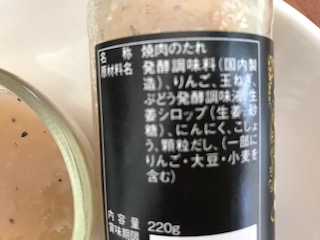 名　称　焼肉のたれ
原材料名　発酵調味料(国内製
造)、りんご、玉ねぎ、
ぶどう発酵調味液、生
姜シロップ(生姜、砂
糖)、にんにく、こしょ
う、顆粒だし、(一部に
りんご・大豆・小麦を
含む)
内容量　220g
賞味期限